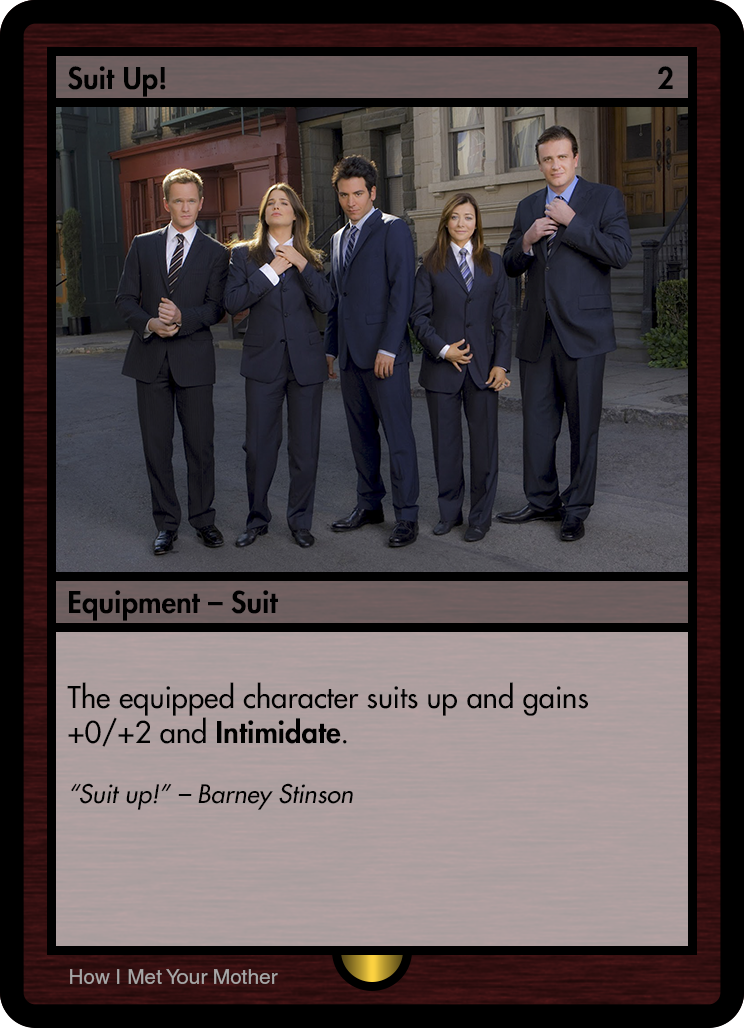 Suit Up! 2
Equipment – Suit
The equipped character suits up and gains
+0/+2 and Intimidate.
“Suit up!” – Barney Stinson
How I Met Your Mother